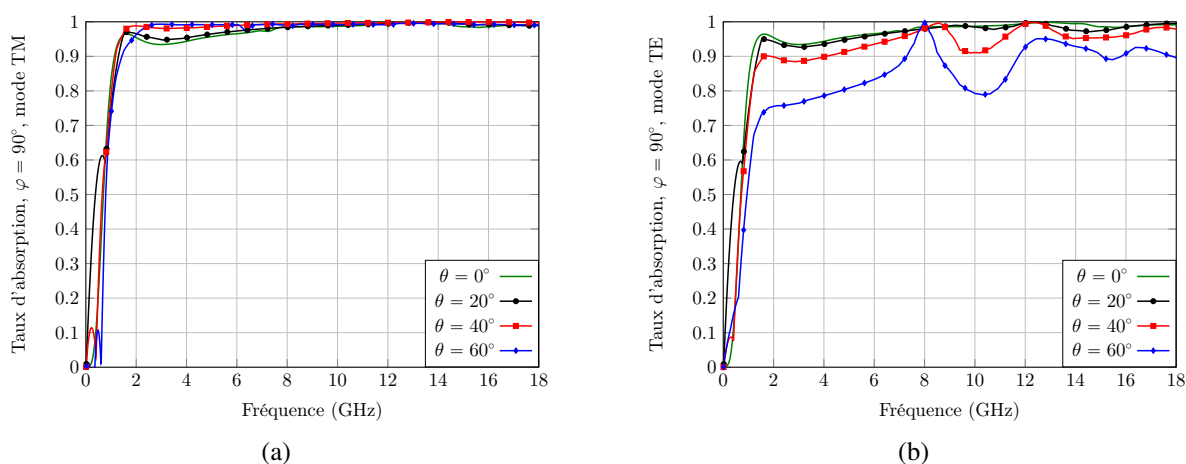 Taux d'absorption, φ = 90°, mode TM
1
0.9
0.8
0.7
0.6
0.5
0.4
0.3
0.2
0.1
0
0 2 4 6 8 10 12 14 16 18
Fréquence (GHz)
θ = 0°
θ = 20°
θ = 40°
θ = 60°
(a)
Taux d'absorption, φ = 90°, mode TE
1
0.9
0.8
0.7
0.6
0.5
0.4
0.3
0.2
0.1
0
0 2 4 6 8 10 12 14 16 18
Fréquence (GHz)
θ = 0°
θ = 20°
θ = 40°
θ = 60°
(b)